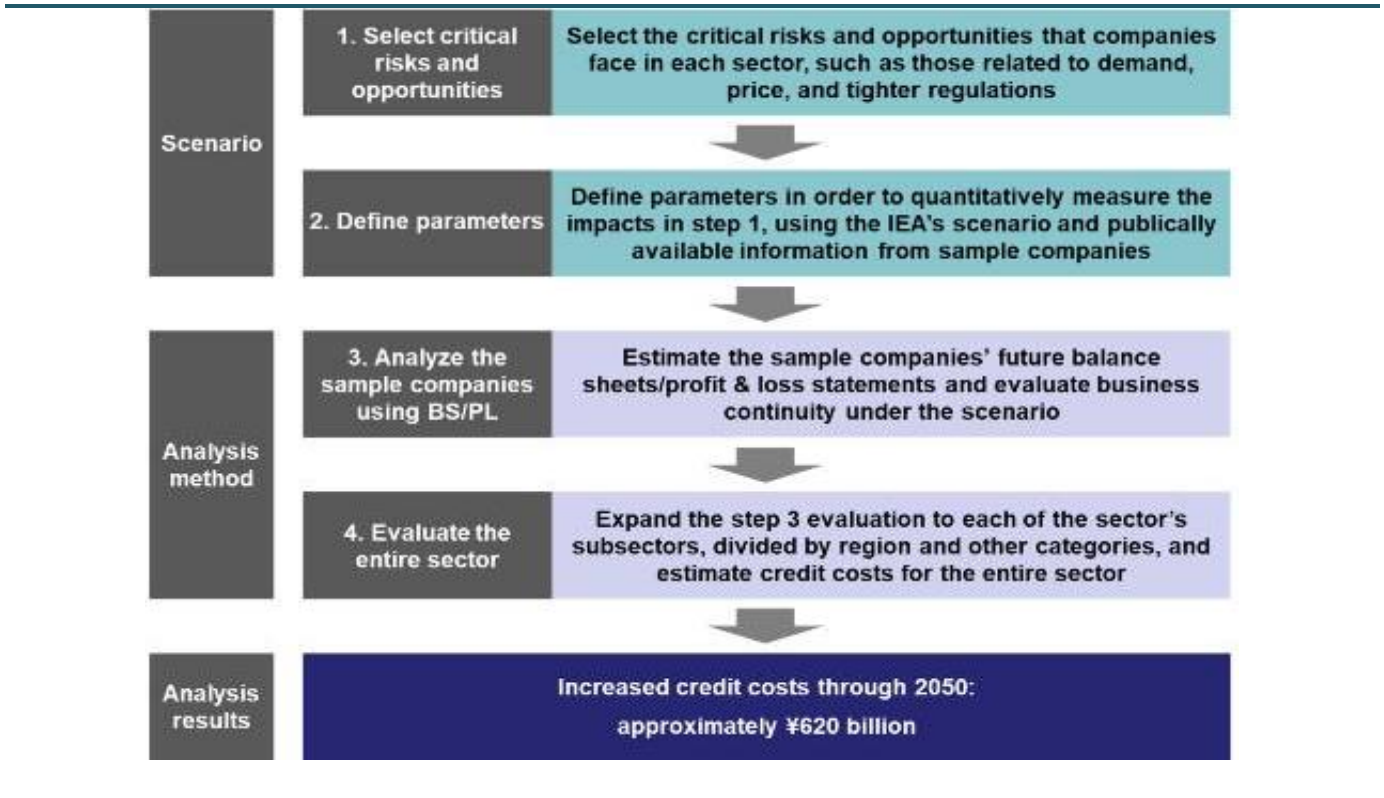 Scenario
1. Select critical
risks and
opportunities
Select the critical risks and opportunities that companies
face in each sector, such as those related to demand,
price, and tighter regulations
2. Define parameters
Define parameters in order to quantitatively measure the
impacts in step 1, using the IEA's scenario and publically
available information from sample companies
Analysis
method
3. Analyze the
sample companies
using BS/PL
Estimate the sample companies' future balance
sheets/profit & loss statements and evaluate business
continuity under the scenario
4. Evaluate the
entire sector
Expand the step 3 evaluation to each of the sector's
subsectors, divided by region and other categories, and
estimate credit costs for the entire sector
Analysis
results
Increased credit costs through 2050:
approximately ¥620 billion